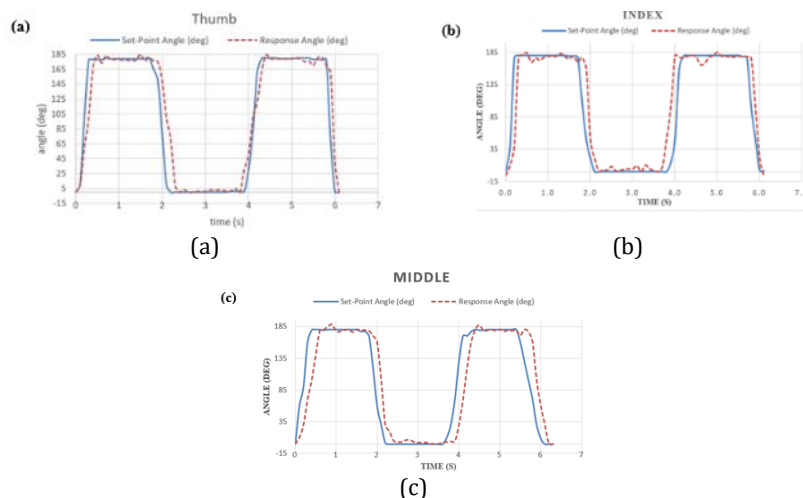 (a)
Thumb
Set-Point Angle (deg) Response Angle (deg)
185
165
145
125
105
85
65
45
25
5
-15
angle (deg)
0 1 2 3 4 5 6 7
time (s)
(a)
INDEX
(b)
Set-Point Angle (deg) Response Angle (deg)
185
135
85
35
-15
ANGLE (DEG)
0.0 1.0 2.0 3.0 4.0 5.0 6.0 7.0
TIME (S)
(b)
MIDDLE
(c)
Set-Point Angle (deg) Response Angle (deg)
185
135
85
35
-15
ANGLE (DEG)
0 1 2 3 4 5 6 7
TIME (S)
(c)